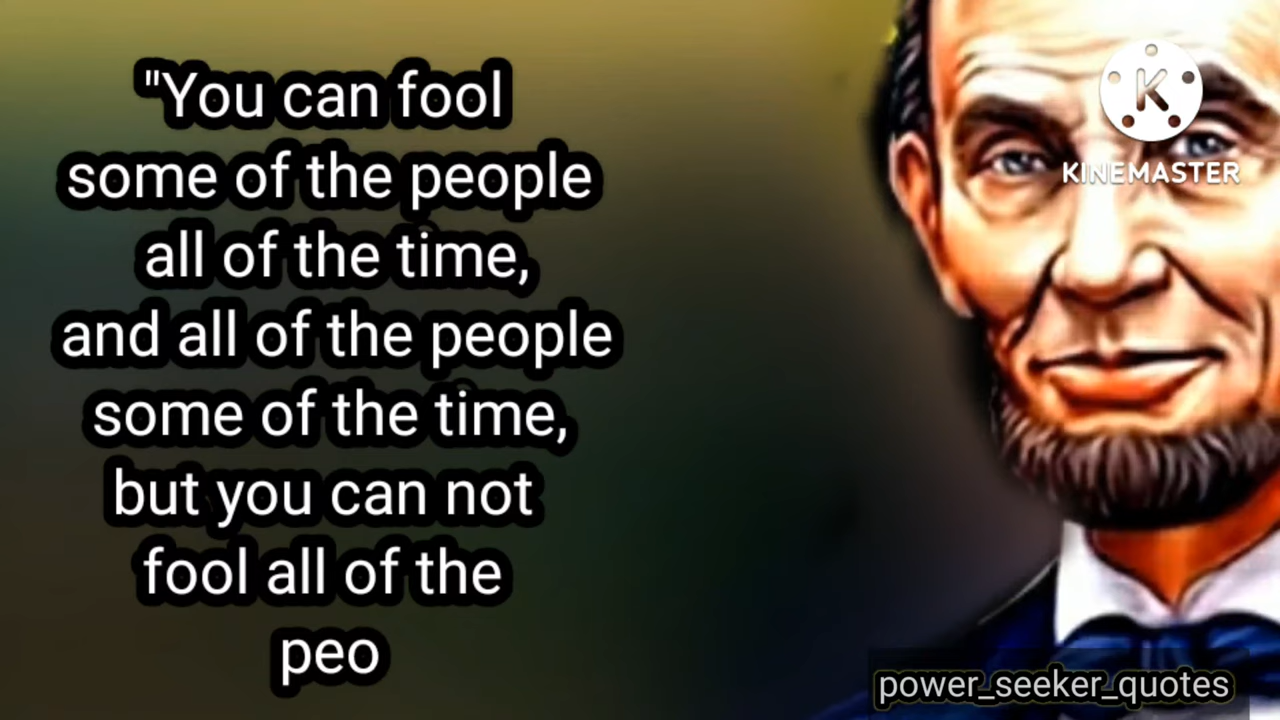 "You can fool
some of the people
all of the time,
and all of the people
some of the time,
but you can not
fool all of the
peo
K
KINEMASTER
power_seeker_quotes